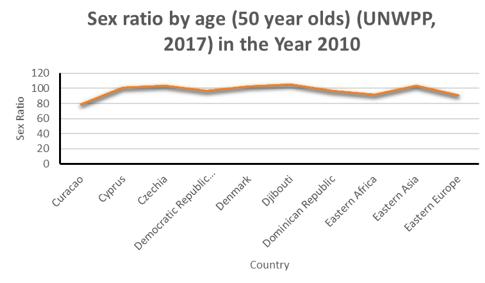 Sex ratio by age (50 year olds) (UNWPP,
2017) in the Year 2010
120
100
80
60
40
20
0
Sex Ratio
Curacao
Cyprus
Czechia
Democratic Republic...
Denmark
Djibouti
Dominican Republic
Eastern Africa
Eastern Asia
Eastern Europe
Country